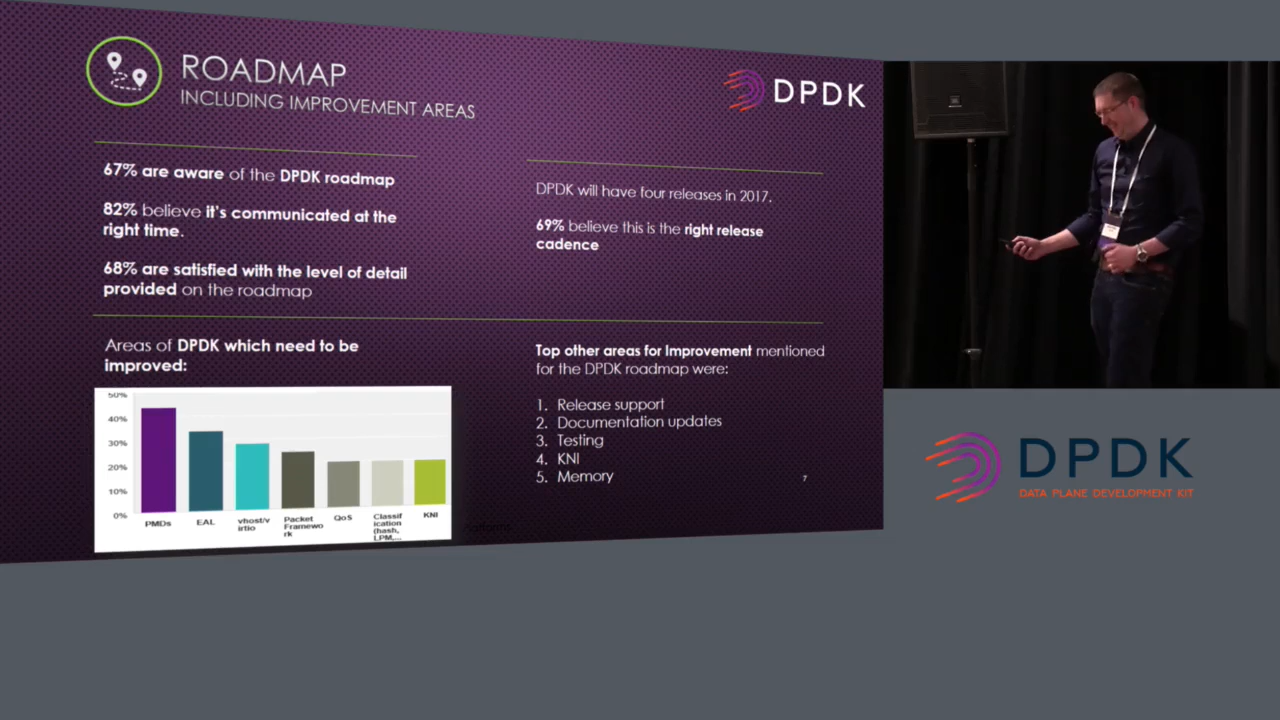 ROADMAP
INCLUDING IMPROVEMENT AREAS
DPDK
67% are aware of the DPDK roadmap
82% believe it's communicated at the
right time.
68% are satisfied with the level of detail
provided on the roadmap
DPDK will have four releases in 2017.
69% believe this is the right release
cadence
Areas of DPDK which need to be
improved:
50%
40%
30%
20%
10%
0%
PMDs
EAL
vhost/v
irtio
Packet
Framewo
rk
QoS
Classif
ication
(hash,
LPM,...
KNI
Top other areas for Improvement mentioned
for the DPDK roadmap were:
1. Release support
2. Documentation updates
3. Testing
4. KNI
5. Memory
7
DPDK
DATA PLANE DEVELOPMENT KIT